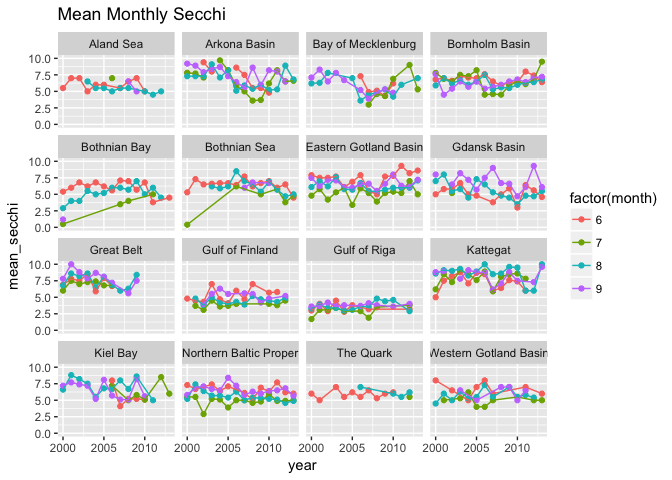 Mean Monthly Secchi
Aland Sea
Arkona Basin
Bay of Mecklenburg
Bornholm Basin
10.0
7.5
5.0
2.5
0.0
Bothnian Bay
Bothnian Sea
Eastern Gotland Basin
Gdansk Basin
10.0
7.5
5.0
2.5
0.0
Great Belt
Gulf of Finland
Gulf of Riga
Kattegat
10.0
7.5
5.0
2.5
0.0
Kiel Bay
Northern Baltic Proper
The Quark
Western Gotland Basin
10.0
7.5
5.0
2.5
0.0
2000 2005 2010
2000 2005 2010
2000 2005 2010
2000 2005 2010
year
mean_secchi
factor(month)
6
7
8
9